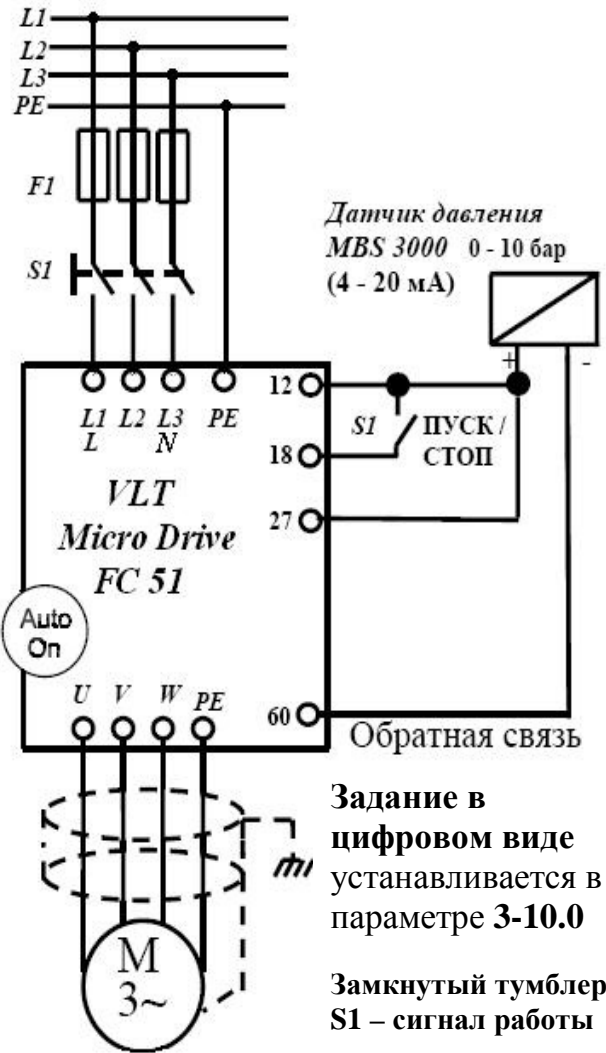 L1
L2
L3
PE
F1
S1
Датчик давления
MBS 3000 0 - 10 бар
(4 - 20 мА)
+ -
L1 L2 L3 PE
L N
12
S1 ПУСК /
СТОП
18
VLT
Micro Drive
FC 51
27
Auto
On
U V W PE
60
Обратная связь
Задание в
цифровом виде
устанавливается в
параметре 3-10.0
M
3~
Замкнутый тумблер
S1 – сигнал работы